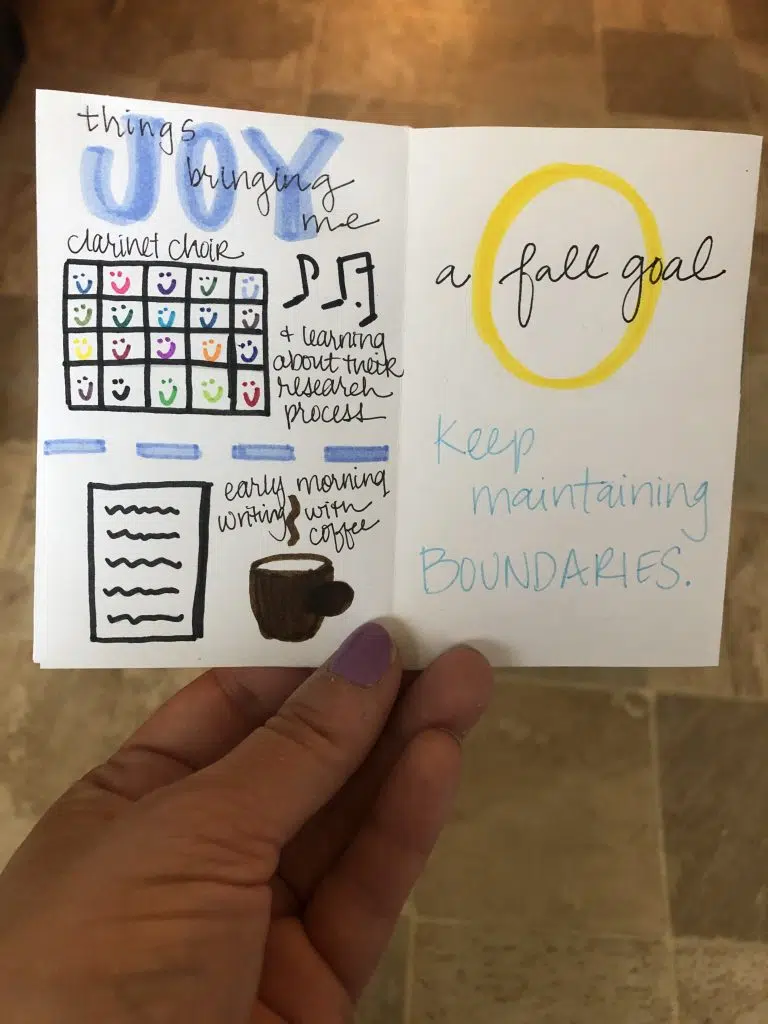 things
JOY
bringing
me
clarinet choir
+ learning
about their
research
process
early morning
writing with
coffee
a fall goal
Keep
maintaining
BOUNDARIES.